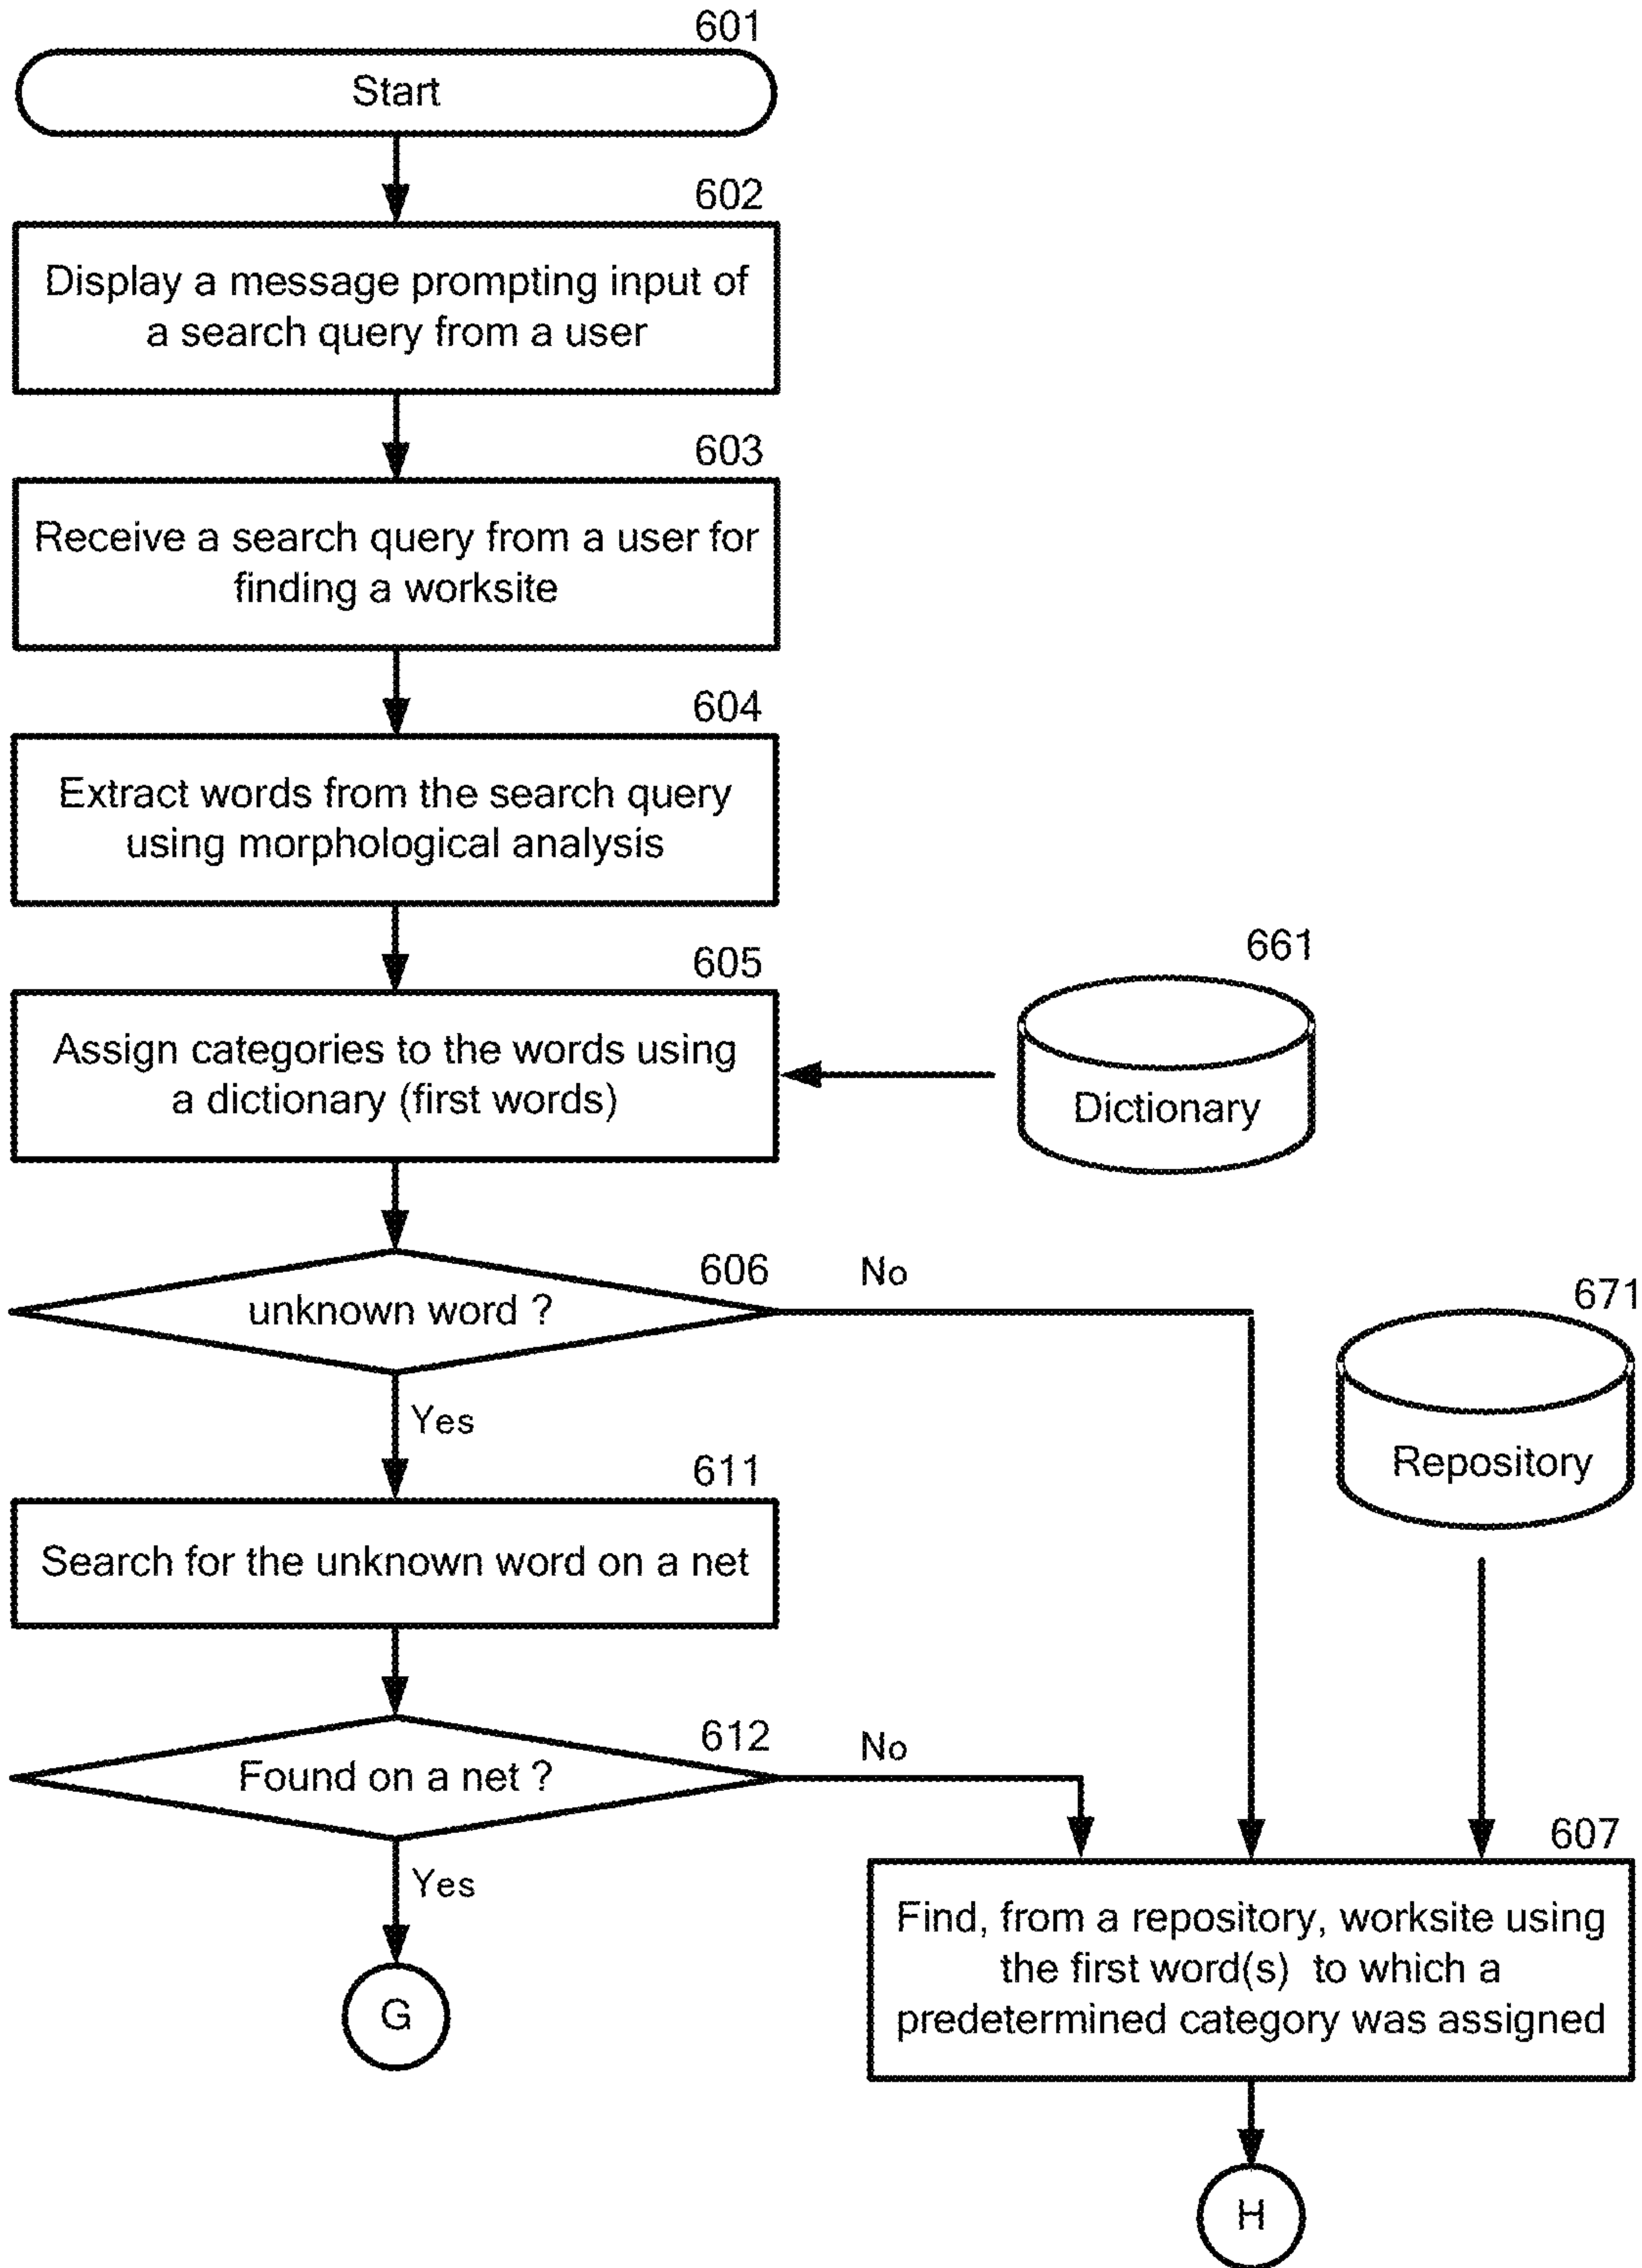 601
Start
602
Display a message prompting input of
a search query from a user
603
Receive a search query from a user for
finding a worksite
604
Extract words from the search query
using morphological analysis
605
Assign categories to the words using
a dictionary (first words)
661
Dictionary
606
unknown word ?
No
Yes
671
Repository
611
Search for the unknown word on a net
612
Found on a net ?
No
Yes
G
607
Find, from a repository, worksite using
the first word(s) to which a
predetermined category was assigned
H